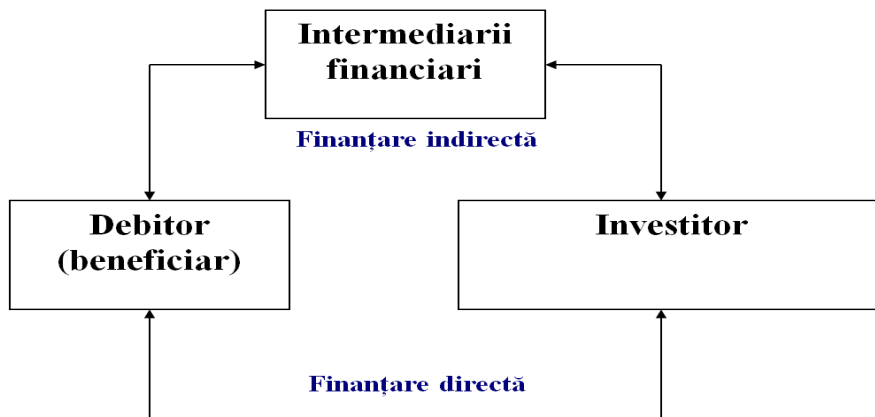 Intermediarii
financiari
Finanțare indirectă
Debitor
(beneficiar)
Investitor
Finanțare directă